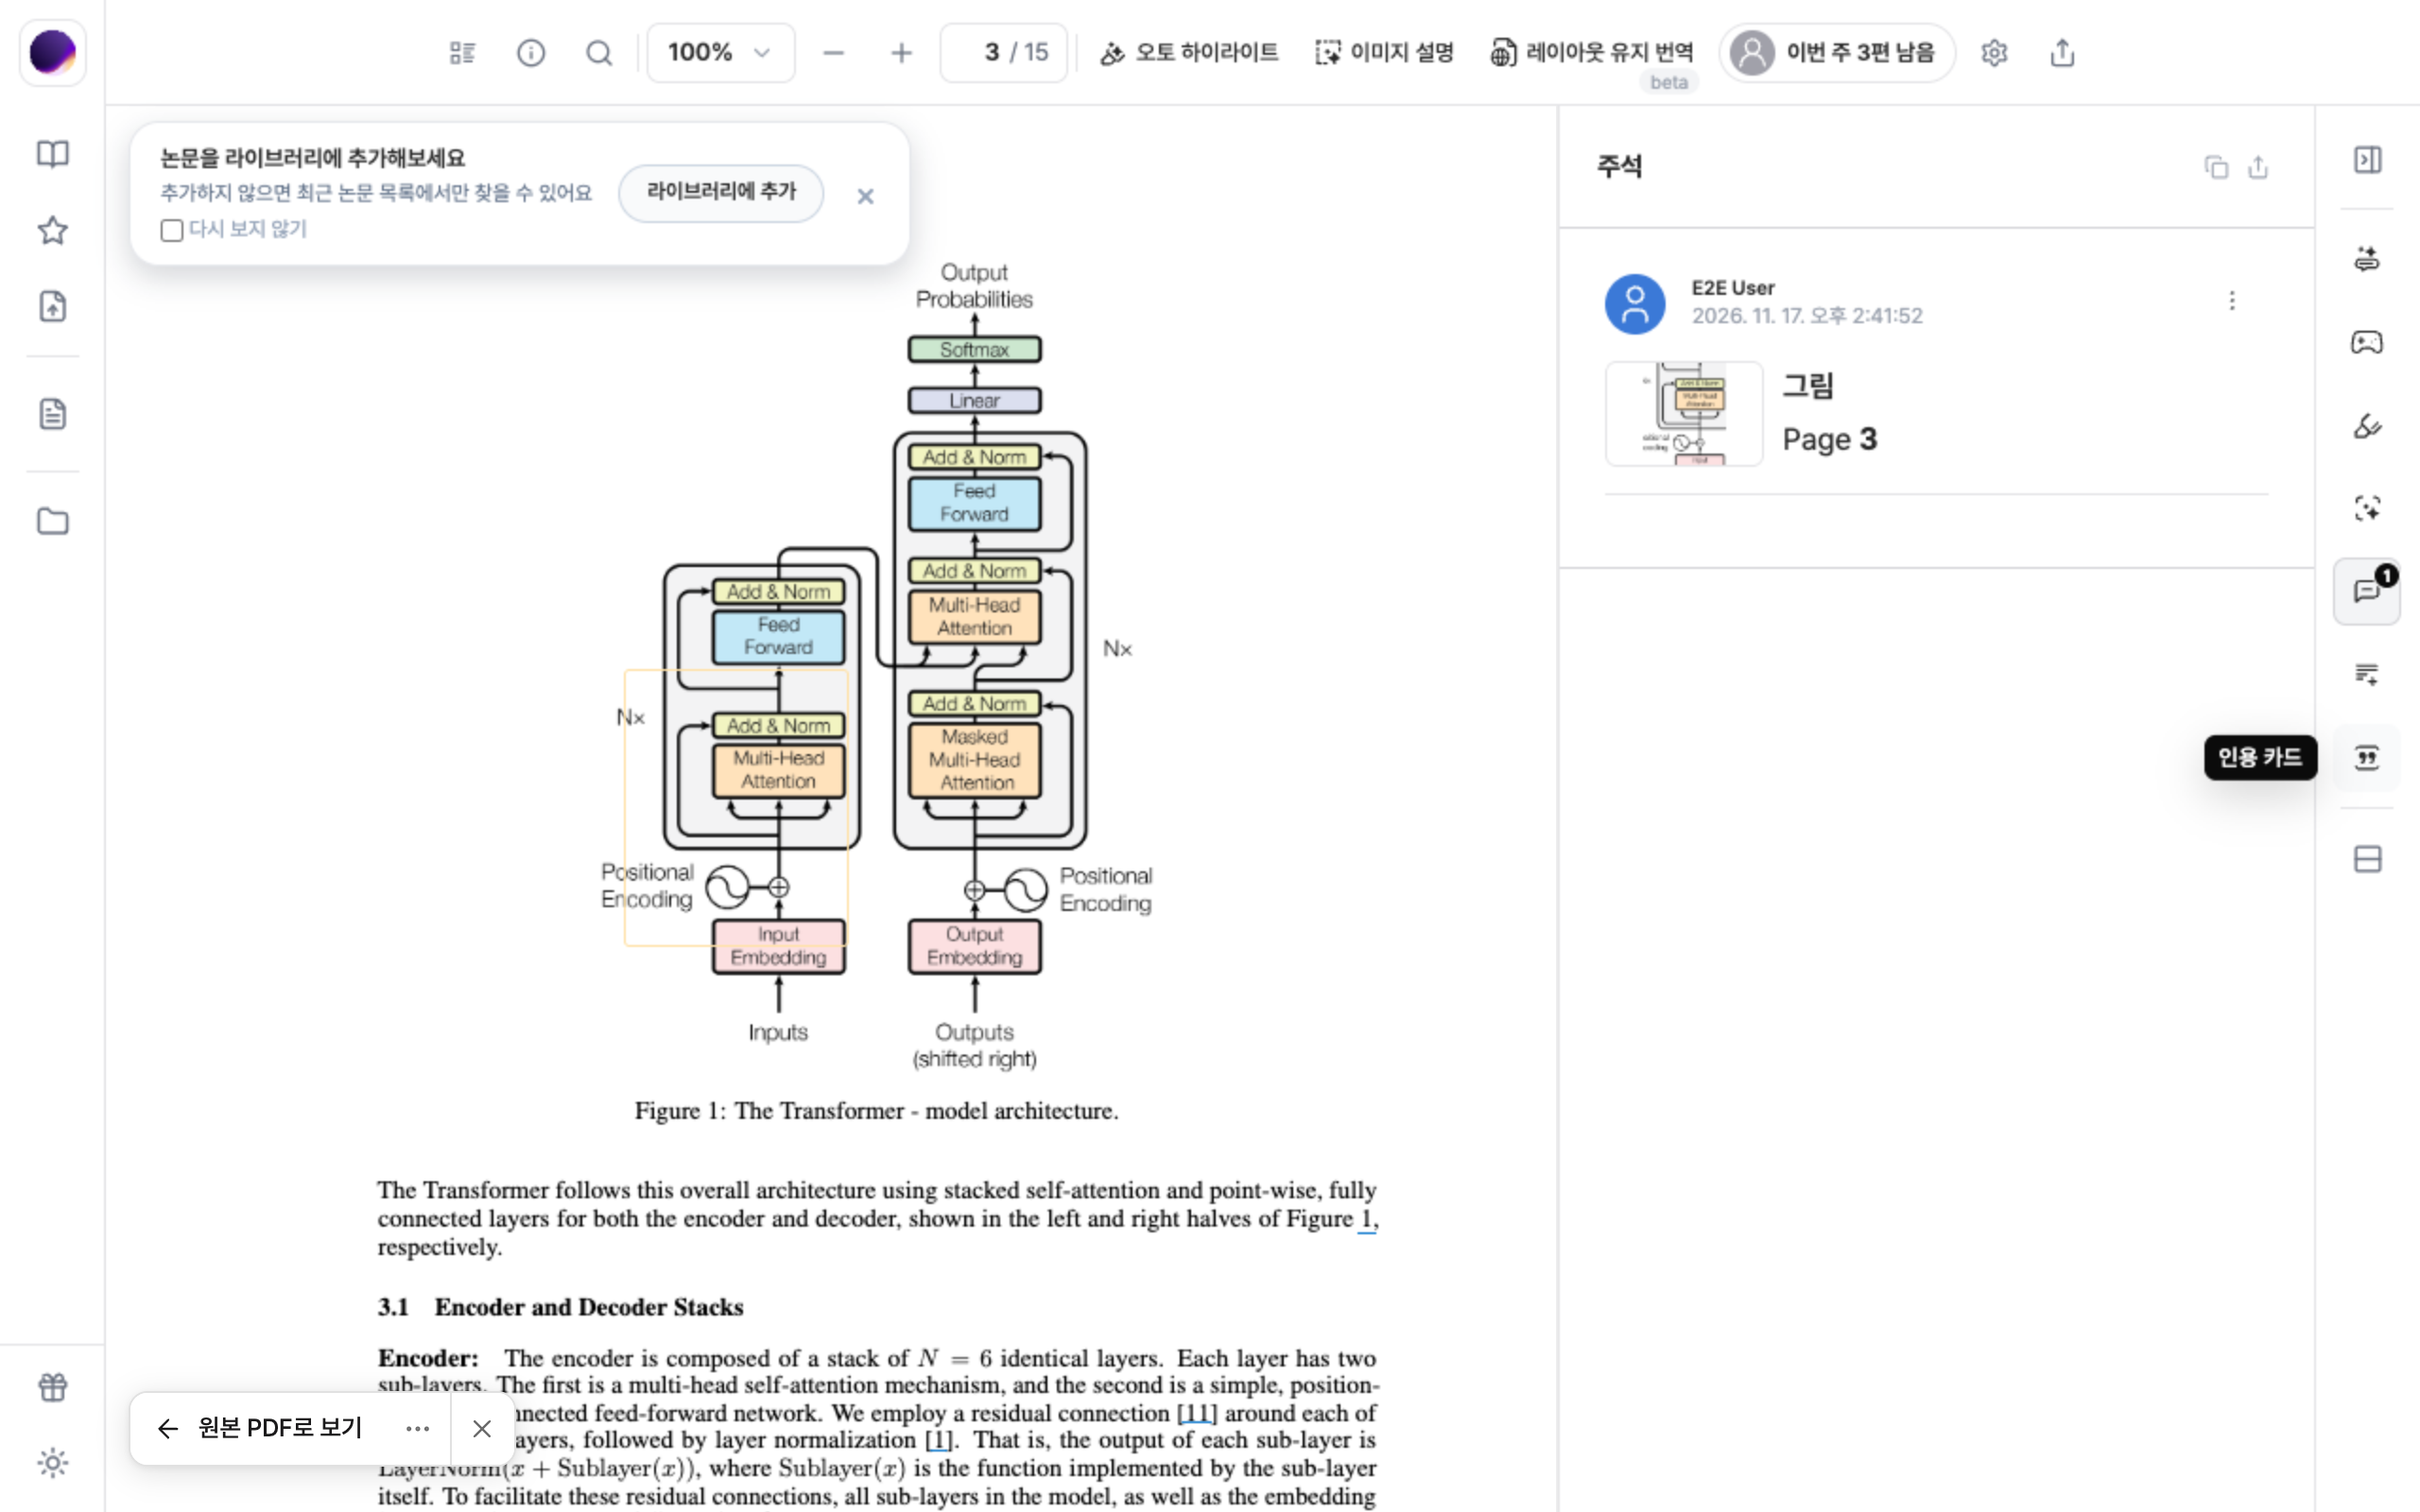 100%
3 / 15
오토 하이라이트
이미지 설명
레이아웃 유지 번역
beta
이번 주 3편 남음
논문을 라이브러리에 추가해보세요
추가하지 않으면 최근 논문 목록에서만 찾을 수 있어요
다시 보지 않기
라이브러리에 추가
Output
Probabilities
Softmax
Linear
Add & Norm
Feed
Forward
Add & Norm
Multi-Head
Attention
Nx
Add & Norm
Masked
Multi-Head
Attention
Add & Norm
Feed
Forward
Nx
Add & Norm
Multi-Head
Attention
Positional
Encoding
Positional
Encoding
Input
Embedding
Output
Embedding
Inputs
Outputs
(shifted right)
Figure 1: The Transformer - model architecture.
The Transformer follows this overall architecture using stacked self-attention and point-wise, fully
connected layers for both the encoder and decoder, shown in the left and right halves of Figure 1,
respectively.
3.1 Encoder and Decoder Stacks
Encoder: The encoder is composed of a stack of N = 6 identical layers. Each layer has two
sub-layers. The first is a multi-head self-attention mechanism, and the second is a simple, position-
nnected feed-forward network. We employ a residual connection [11] around each of
ayers, followed by layer normalization [1]. That is, the output of each sub-layer is
LayerNorm(x + Sublayer(x)), where Sublayer(x) is the function implemented by the sub-layer
itself. To facilitate these residual connections, all sub-layers in the model, as well as the embedding
원본 PDF로 보기
주석
E2E User
2026. 11. 17. 오후 2:41:52
그림
Page 3
Add & Norm
Multi-Head
Attention
1
인용 카드